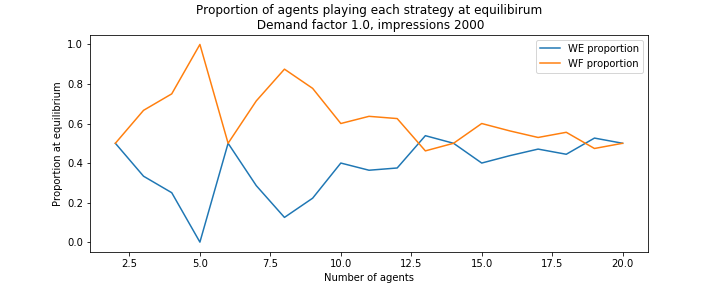 Proportion of agents playing each strategy at equilibirum
Demand factor 1.0, impressions 2000
WE proportion
WF proportion
Proportion at equilibrium
1.0
0.8
0.6
0.4
0.2
0.0
2.5
5.0
7.5
10.0
12.5
15.0
17.5
20.0
Number of agents